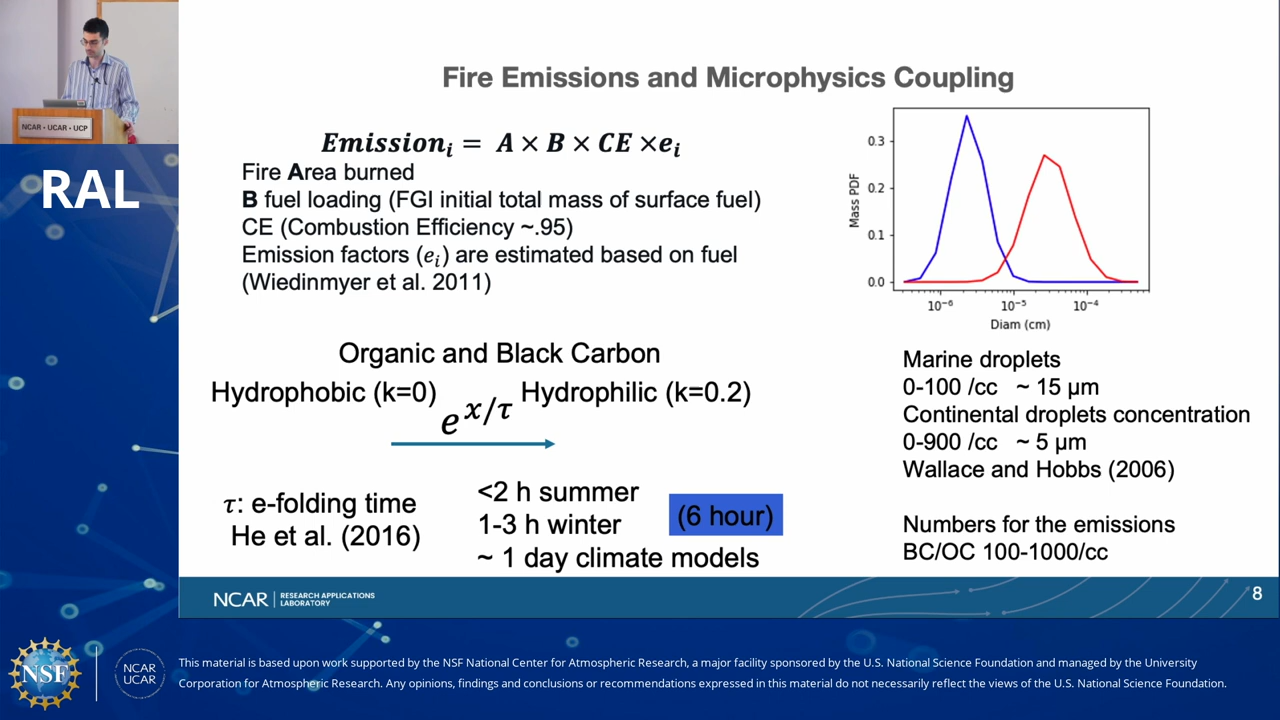 NCAR • UCAR • UCP
RAL
Fire Emissions and Microphysics Coupling
Emissionᵢ = A × B × CE ×eᵢ
Fire Area burned
B fuel loading (FGI initial total mass of surface fuel)
CE (Combustion Efficiency ~.95)
Emission factors (eᵢ) are estimated based on fuel
(Wiedinmyer et al. 2011)
Organic and Black Carbon
Hydrophobic (k=0)
e^x/τ
Hydrophilic (k=0.2)
τ: e-folding time
He et al. (2016)
<2 h summer
1-3 h winter
~ 1 day climate models
(6 hour)
Mass PDF
0.3
0.2
0.1
0.0
10⁻⁶
10⁻⁵
10⁻⁴
Diam (cm)
Marine droplets
0-100 /cc ~ 15 μm
Continental droplets concentration
0-900 /cc ~ 5 μm
Wallace and Hobbs (2006)
Numbers for the emissions
BC/OC 100-1000/cc
NCAR
RESEARCH APPLICATIONS
LABORATORY
8
NSF
NCAR
UCAR
This material is based upon work supported by the NSF National Center for Atmospheric Research, a major facility sponsored by the U.S. National Science Foundation and managed by the University
Corporation for Atmospheric Research. Any opinions, findings and conclusions or recommendations expressed in this material do not necessarily reflect the views of the U.S. National Science Foundation.